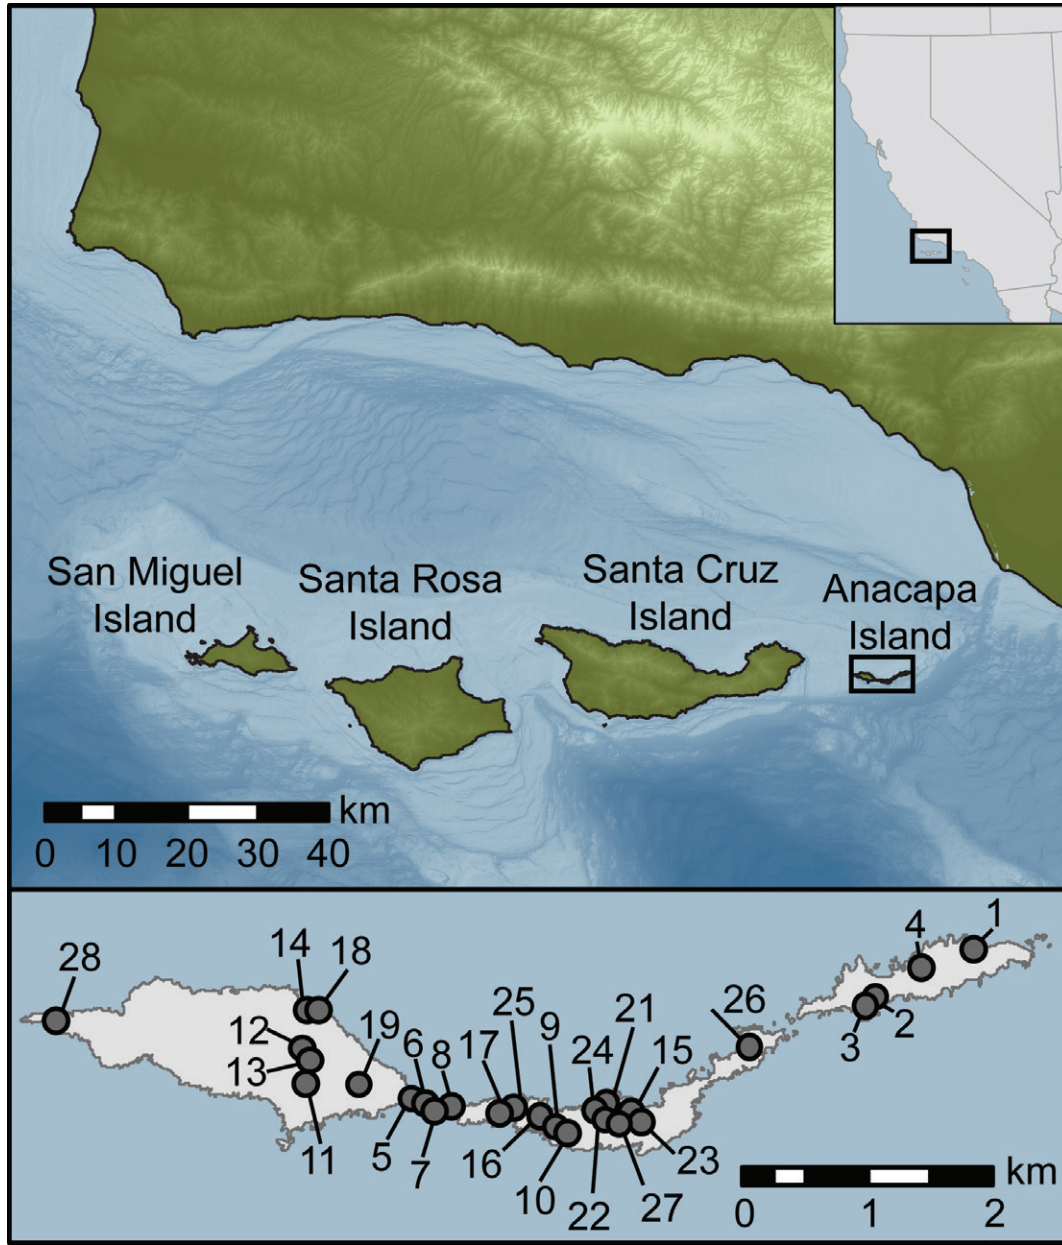 San Miguel
Island
Santa Rosa
Island
Santa Cruz
Island
Anacapa
Island
km
0 10 20 30 40
1
4
28
14 18
26
25 9 21
12
19 6 8 17 24 15
13
3 2
11
5 7 16
10 22 27 23
km
0 1 2